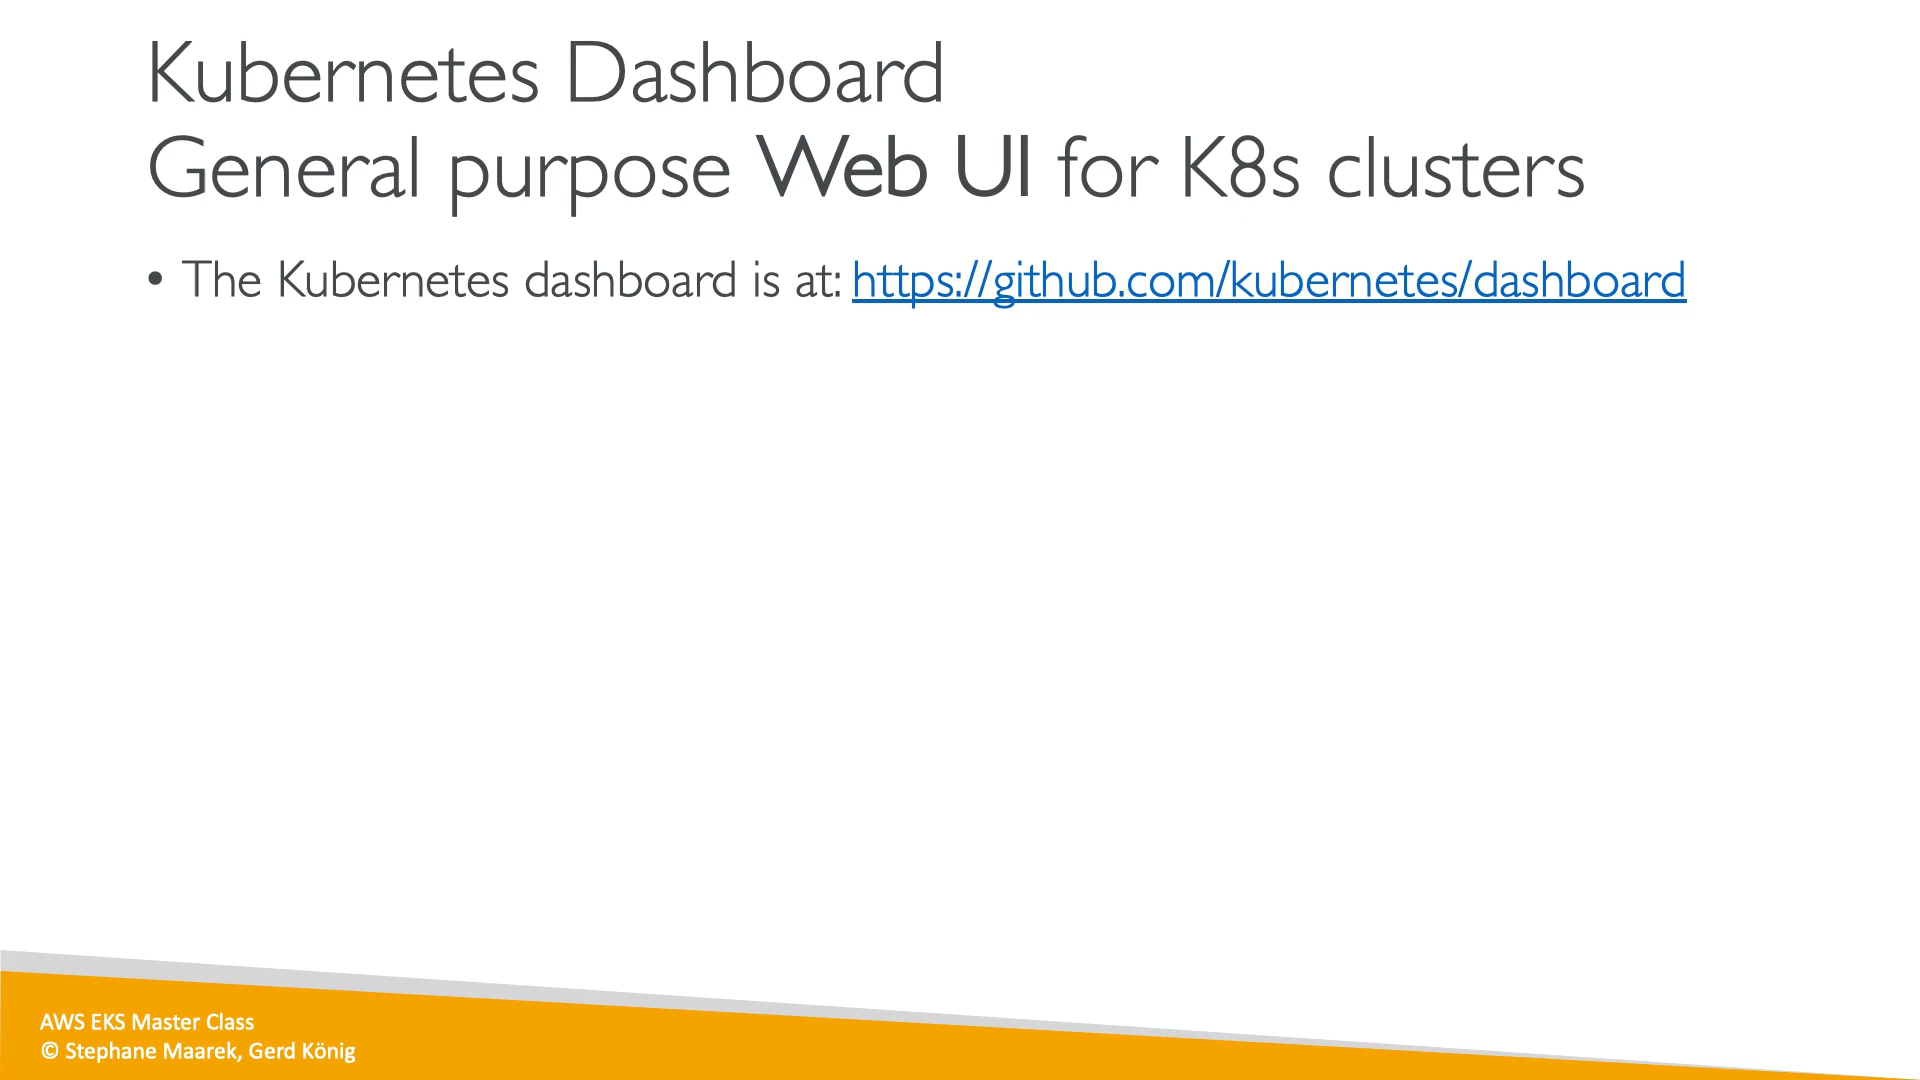 Kubernetes Dashboard
General purpose Web UI for K8s clusters
• The Kubernetes dashboard is at: https://github.com/kubernetes/dashboard
AWS EKS Master Class
© Stephane Maarek, Gerd König